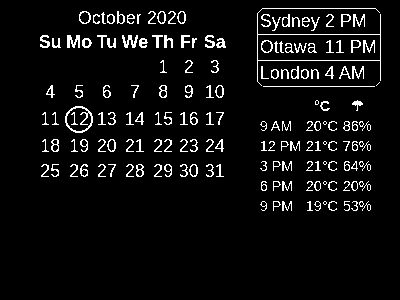 October 2020
Su Mo Tu We Th Fr Sa
1 2 3
4 5 6 7 8 9 10
11 12 13 14 15 16 17
18 19 20 21 22 23 24
25 26 27 28 29 30 31
Sydney 2 PM
Ottawa 11 PM
London 4 AM
°C ☂
9 AM 20°C 86%
12 PM 21°C 76%
3 PM 21°C 64%
6 PM 20°C 20%
9 PM 19°C 53%